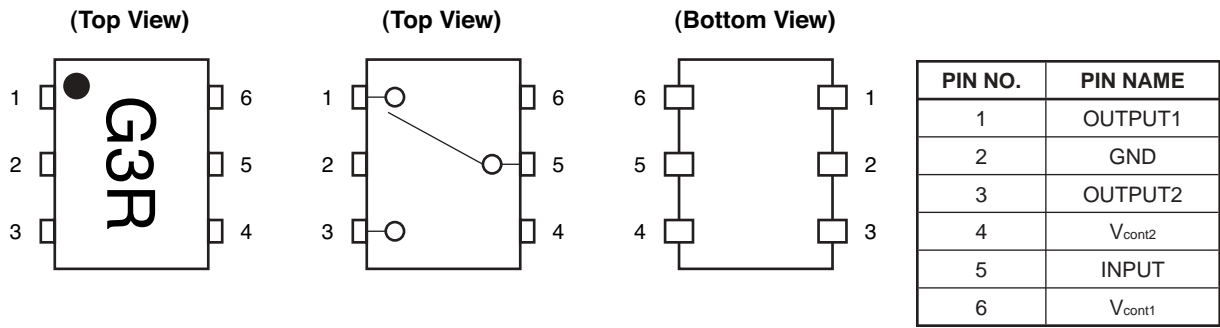 (Top View)
1 6
2 5
3 4
G3R
(Top View)
1 6
2 5
3 4
(Bottom View)
6 1
5 2
4 3
PIN NO. PIN NAME
1 OUTPUT1
2 GND
3 OUTPUT2
4 Vcont2
5 INPUT
6 Vcont1